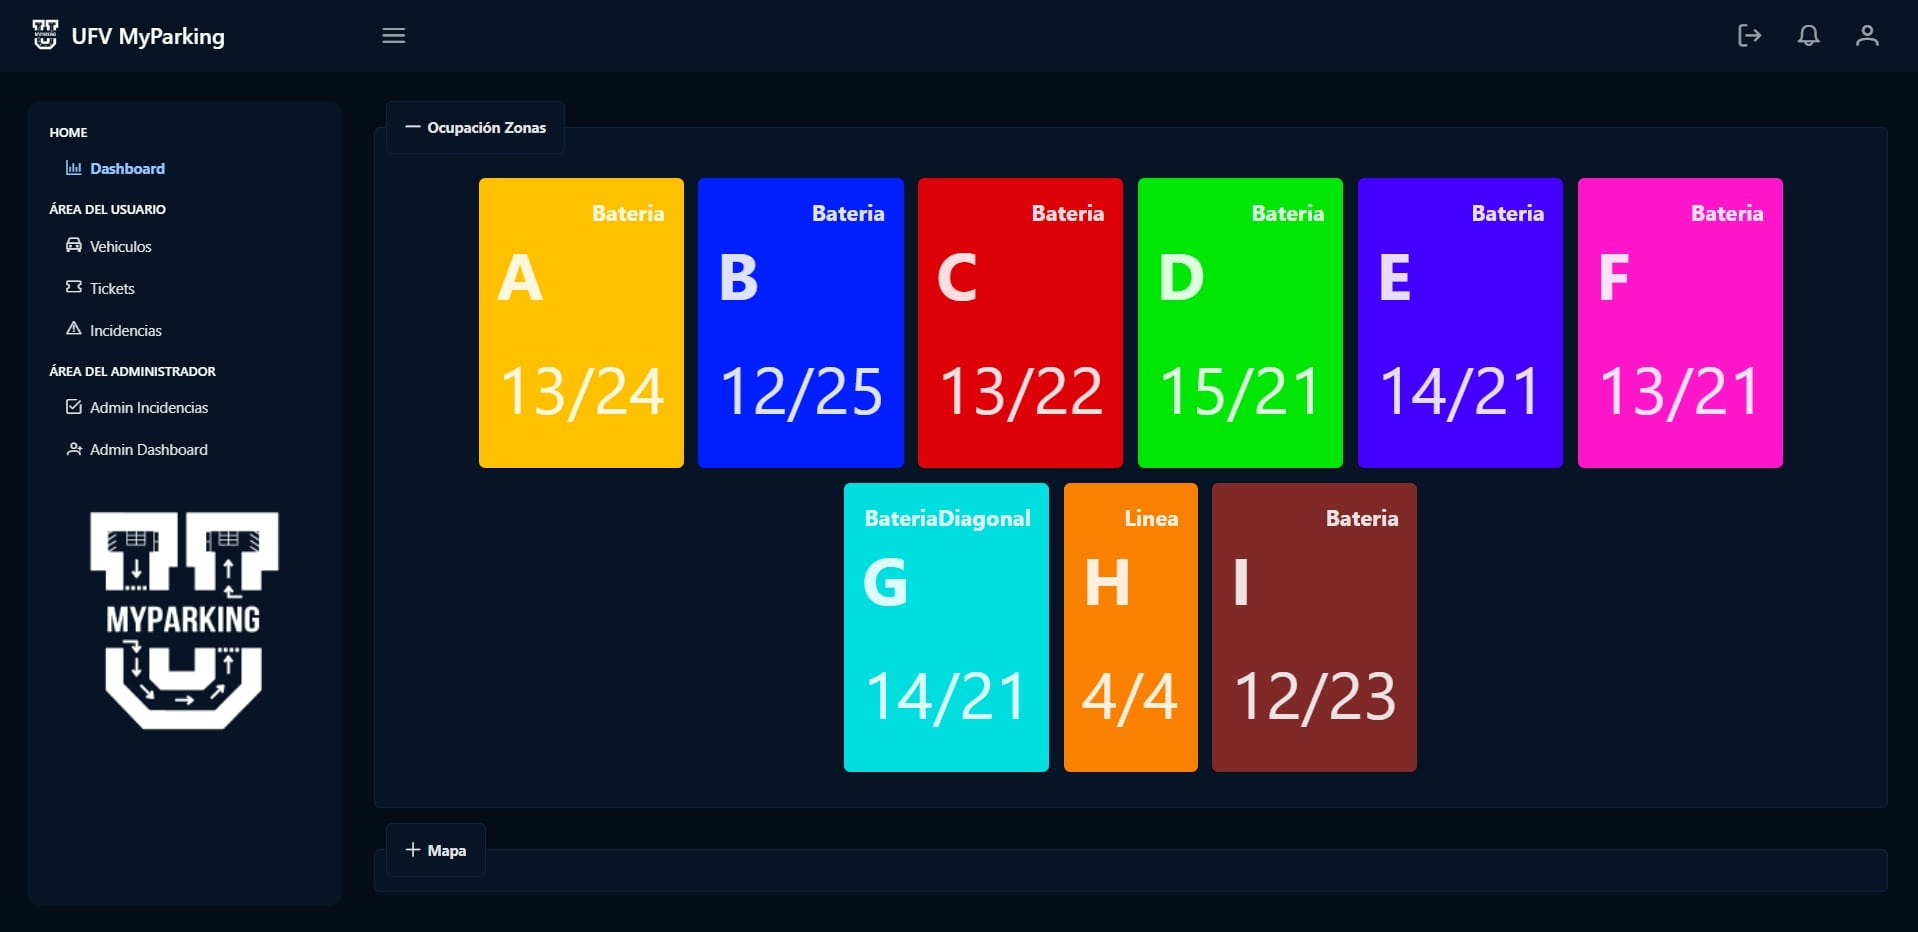 UFV MyParking
HOME
Dashboard
ÁREA DEL USUARIO
Vehiculos
Tickets
Incidencias
ÁREA DEL ADMINISTRADOR
Admin Incidencias
Admin Dashboard
MYPARKING
Ocupación Zonas
Bateria
A
13/24
Bateria
B
12/25
Bateria
C
13/22
Bateria
D
15/21
Bateria
E
14/21
Bateria
F
13/21
BateriaDiagonal
G
14/21
Linea
H
4/4
Bateria
I
12/23
Mapa